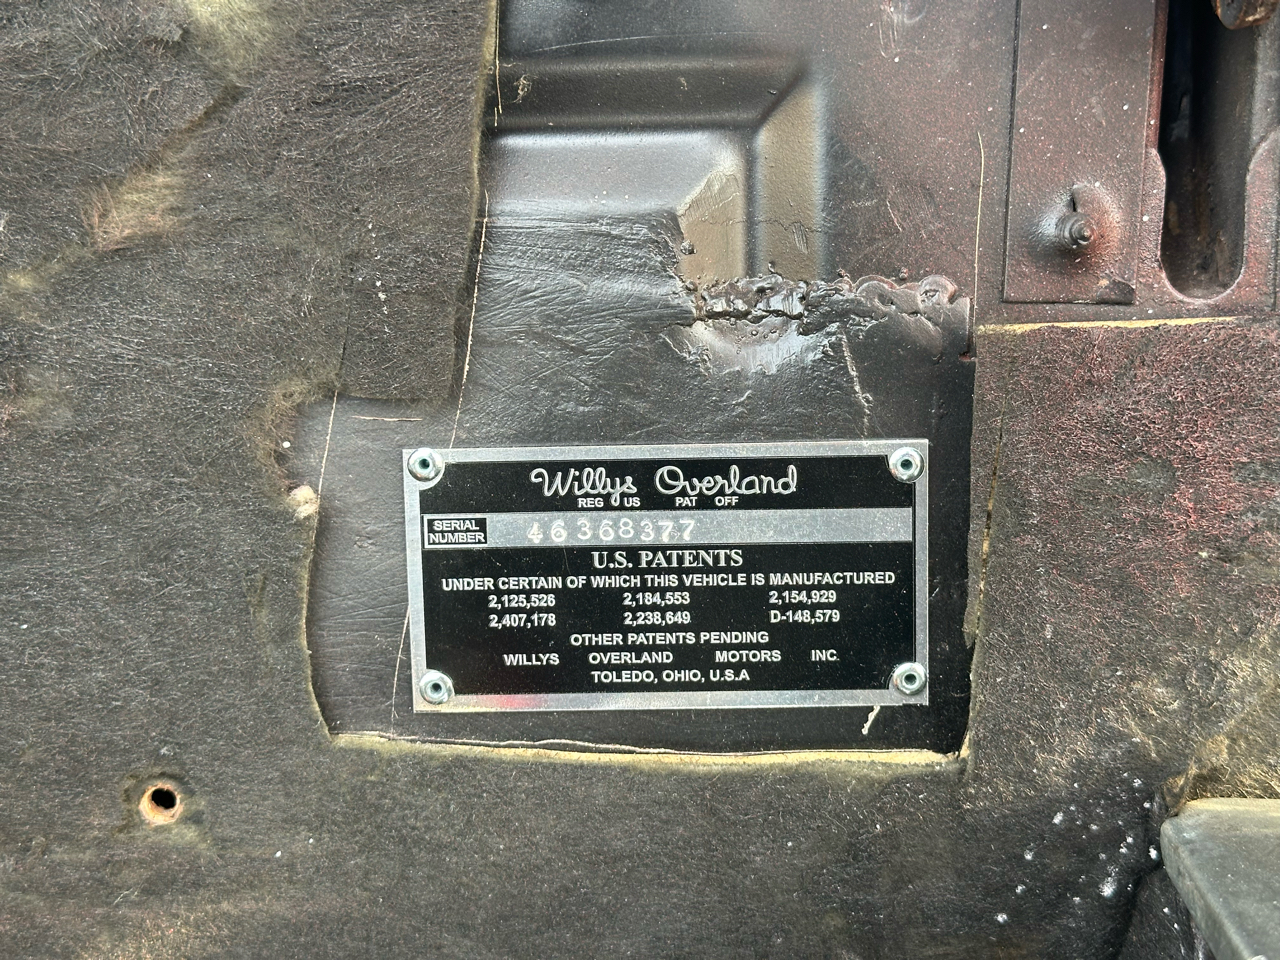 Willys Overland
REG US PAT OFF
SERIAL NUMBER 46368377
U.S. PATENTS
UNDER CERTAIN OF WHICH THIS VEHICLE IS MANUFACTURED
2,125,526 2,184,553 2,154,929
2,407,178 2,238,649 D-148,579
OTHER PATENTS PENDING
WILLYS OVERLAND MOTORS INC.
TOLEDO, OHIO, U.S.A